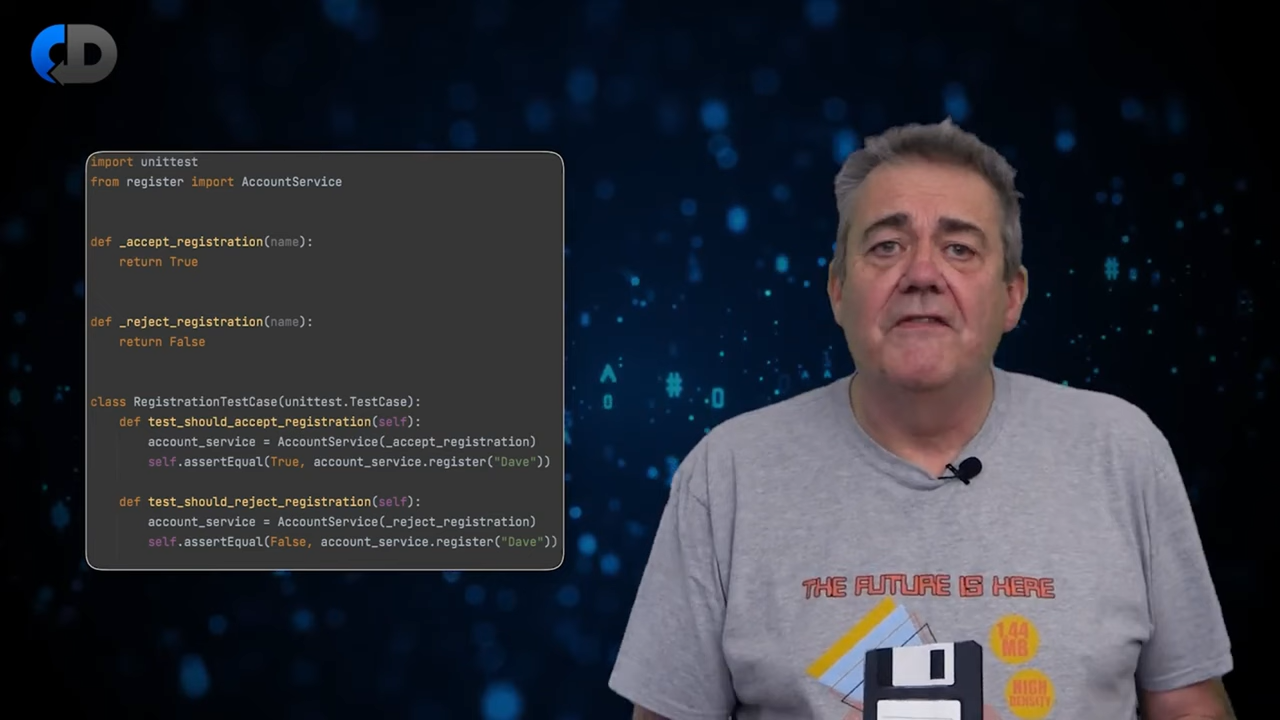 CD
import unittest
from register import AccountService
def _accept_registration(name):
return True
def _reject_registration(name):
return False
class RegistrationTestCase(unittest.TestCase):
def test_should_accept_registration(self):
account_service = AccountService(_accept_registration)
self.assertEqual(True, account_service.register("Dave"))
def test_should_reject_registration(self):
account_service = AccountService(_reject_registration)
self.assertEqual(False, account_service.register("Dave"))
THE FUTURE IS HERE
1.44
MB
HIGH
DENSITY